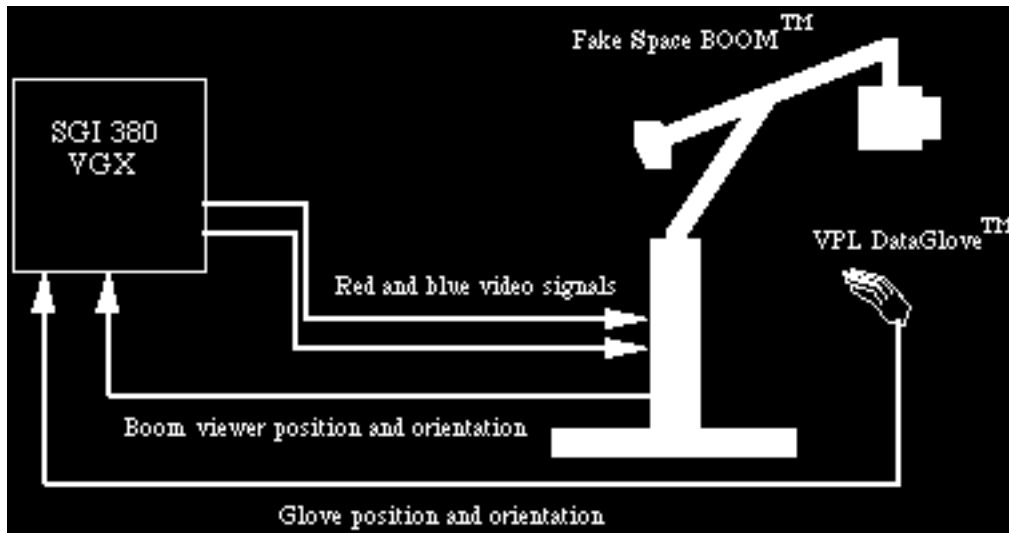 Fake Space BOOM™
SGI 380
VGX
VPL DataGlove™
Red and blue video signals
Boom viewer position and orientation
Glove position and orientation